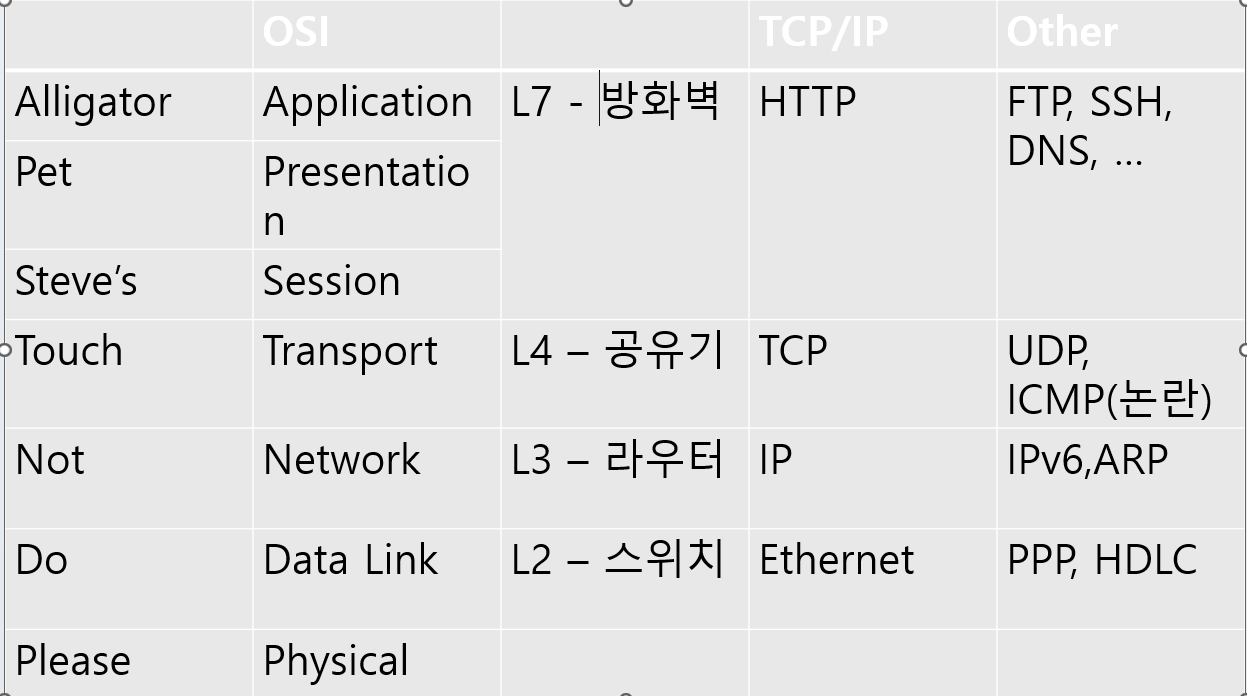 OSI
TCP/IP
Other
Alligator
Application
L7 - 방화벽
HTTP
FTP, SSH,
DNS, ...
Pet
Presentatio
n
Steve’s
Session
Touch
Transport
L4 – 공유기
TCP
UDP,
ICMP(논란)
Not
Network
L3 – 라우터
IP
IPv6,ARP
Do
Data Link
L2 – 스위치
Ethernet
PPP, HDLC
Please
Physical